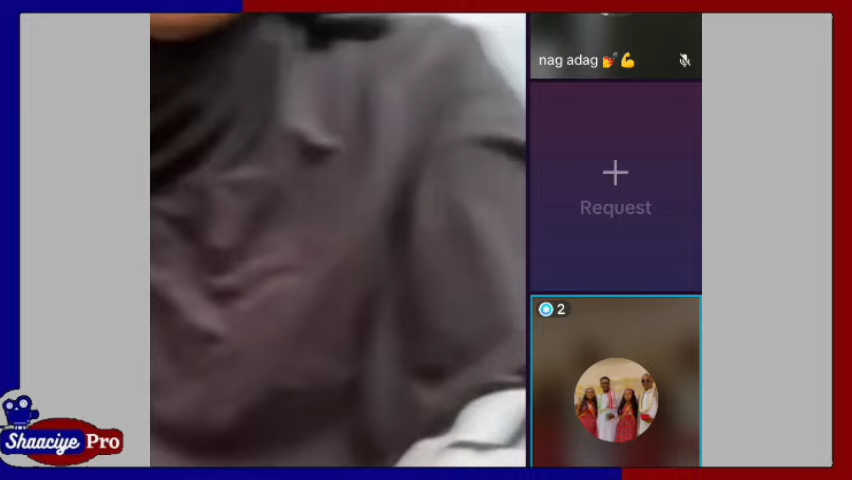 nag adag 💅💪
Request
2
Shaaciye Pro